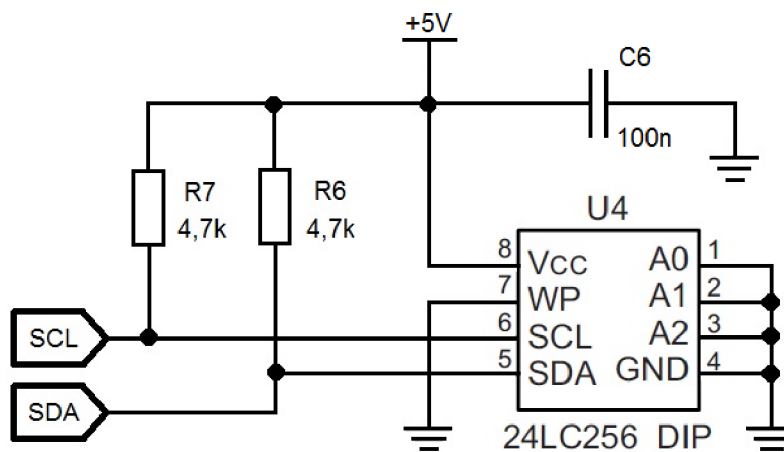 +5V
C6
100n
R7
4,7k
R6
4,7k
U4
8 VCC A0 1
7 WP A1 2
6 SCL A2 3
5 SDA GND 4
SCL
SDA
24LC256 DIP